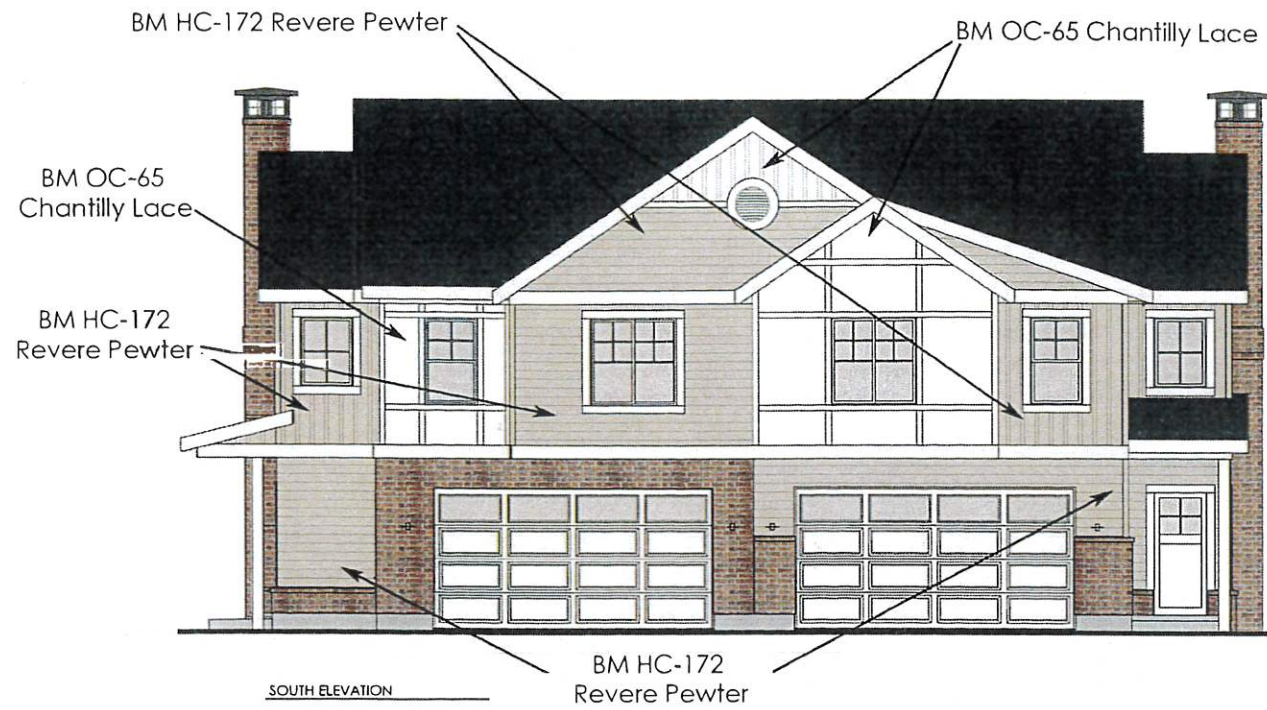 BM HC-172 Revere Pewter
BM OC-65 Chantilly Lace
BM OC-65
Chantilly Lace
BM HC-172
Revere Pewter
BM HC-172
Revere Pewter
SOUTH ELEVATION